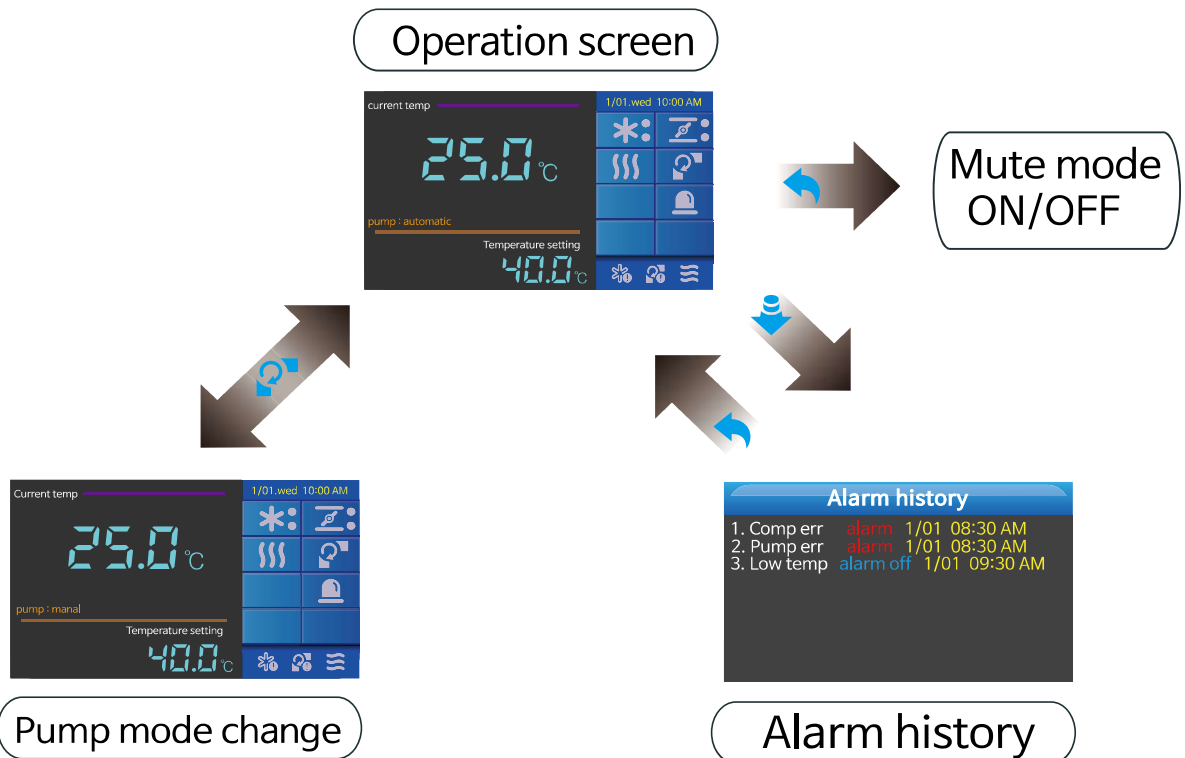 Operation screen
current temp
1/01.wed 10:00 AM
25.0 ℃
pump : automatic
Temperature setting
40.0 ℃
Mute mode
ON/OFF
Current temp
1/01.wed 10:00 AM
25.0 ℃
pump : manal
Temperature setting
40.0 ℃
Pump mode change
Alarm history
1. Comp err alarm 1/01 08:30 AM
2. Pump err alarm 1/01 08:30 AM
3. Low temp alarm off 1/01 09:30 AM
Alarm history